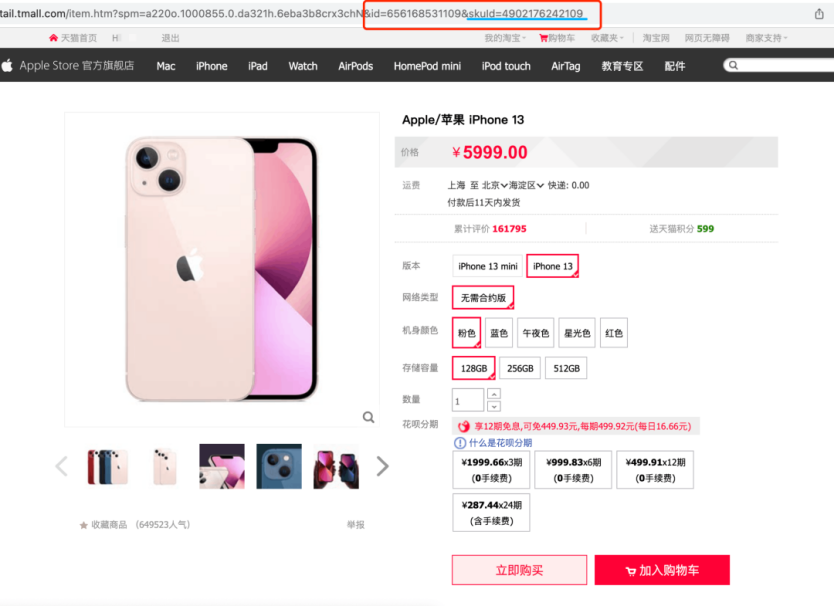 tail.tmall.com/item.htm?spm=a220o.1000855.0.da321h.6eba3b8crx3chN&id=656168531109&skuId=4902176242109
天猫首页 退出 我的淘宝 购物车 收藏夹 淘宝网 网页无障碍 商家支持
Apple Store 官方旗舰店 Mac iPhone iPad Watch AirPods HomePod mini iPod touch AirTag 教育专区 配件
Apple/苹果 iPhone 13
价格 ¥5999.00
运费 上海 至 北京 海淀区 快递: 0.00
付款后11天内发货
累计评价 161795 送天猫积分 599
版本 iPhone 13 mini iPhone 13
网络类型 无需合约版
机身颜色 粉色 蓝色 午夜色 星光色 红色
存储容量 128GB 256GB 512GB
数量 1
花呗分期 享12期免息,可免449.93元,每期499.92元(每日16.66元)
什么是花呗分期
¥1999.66x3期 ¥999.83x6期 ¥499.91x12期
(0手续费) (0手续费) (0手续费)
¥287.44x24期
(含手续费)
收藏商品 (649523人气) 举报
立即购买 加入购物车